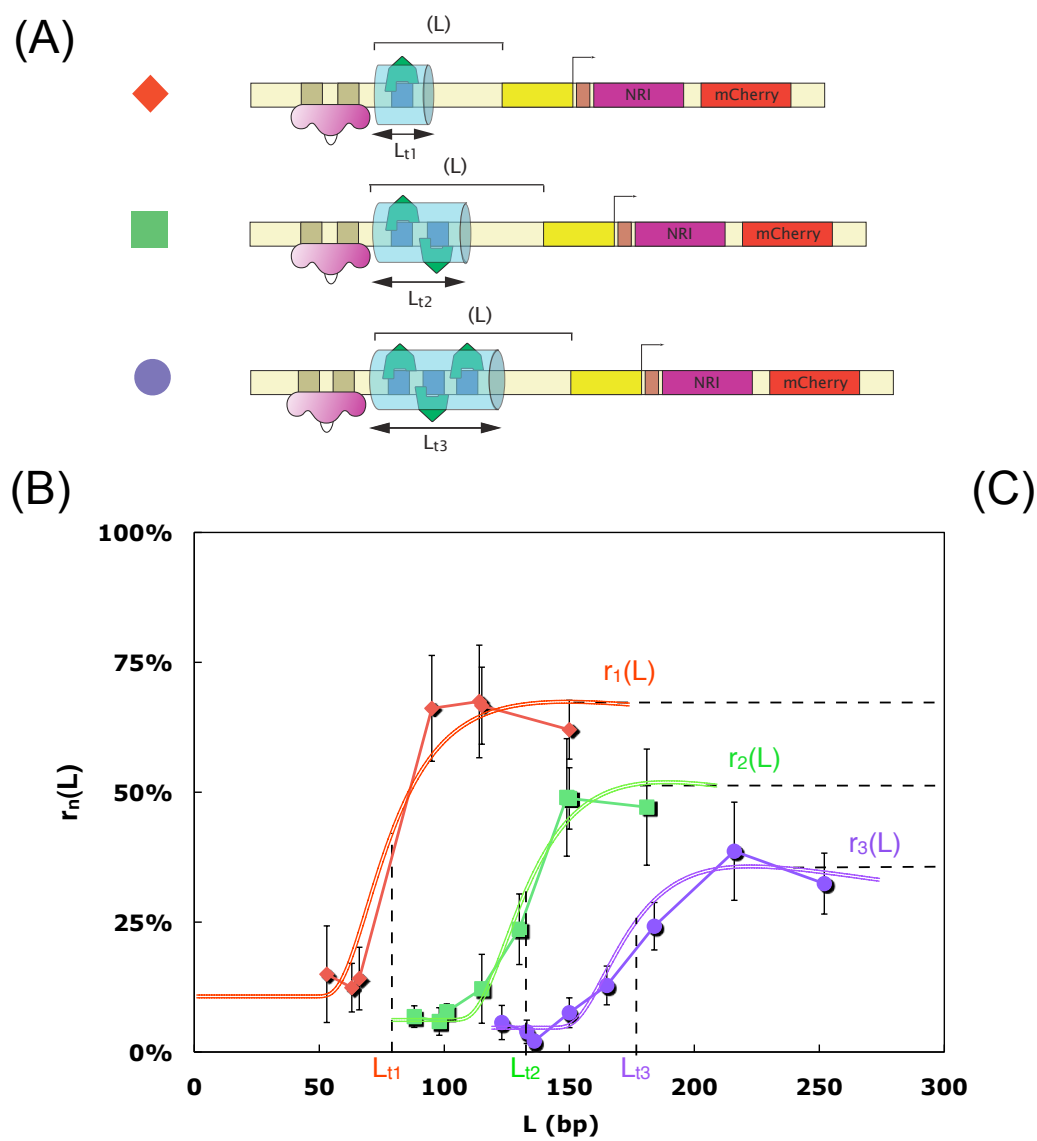 (A)
(L)
NRI mCherry
Lt1
(L)
NRI mCherry
Lt2
(L)
NRI mCherry
Lt3
(B) (C)
100%
75%
50%
25%
0%
rn(L)
r1(L)
r2(L)
r3(L)
Lt1 Lt2 Lt3
0 50 100 150 200 250 300
L (bp)